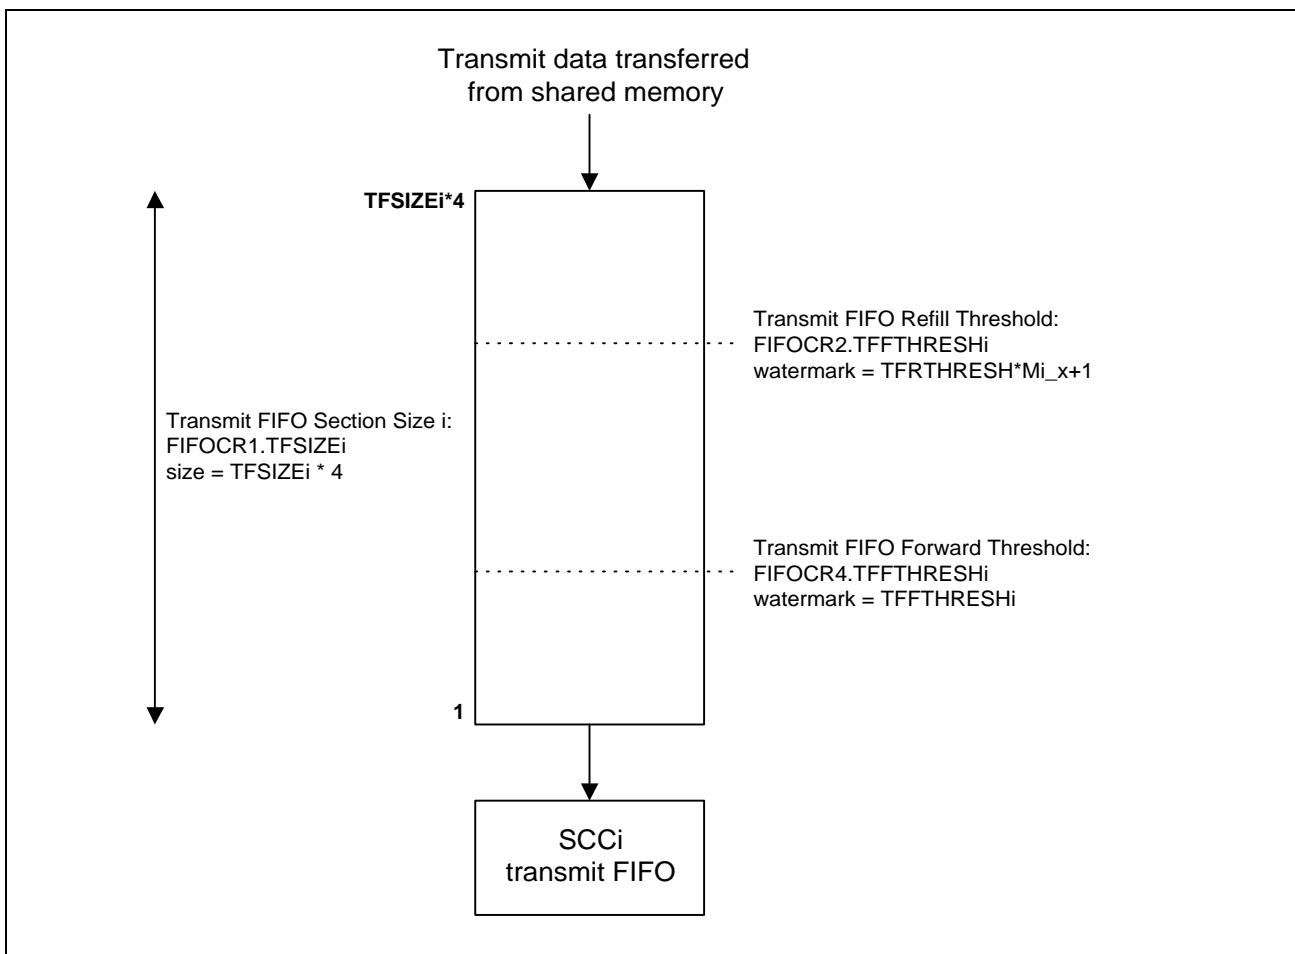 Transmit data transferred
from shared memory
TFSIZEi*4
Transmit FIFO Refill Threshold:
FIFOCR2.TFFTHRESHi
watermark = TFRTHRESH*Mi_x+1
Transmit FIFO Section Size i:
FIFOCR1.TFSIZEi
size = TFSIZEi * 4
Transmit FIFO Forward Threshold:
FIFOCR4.TFFTHRESHi
watermark = TFFTHRESHi
1
SCCi
transmit FIFO